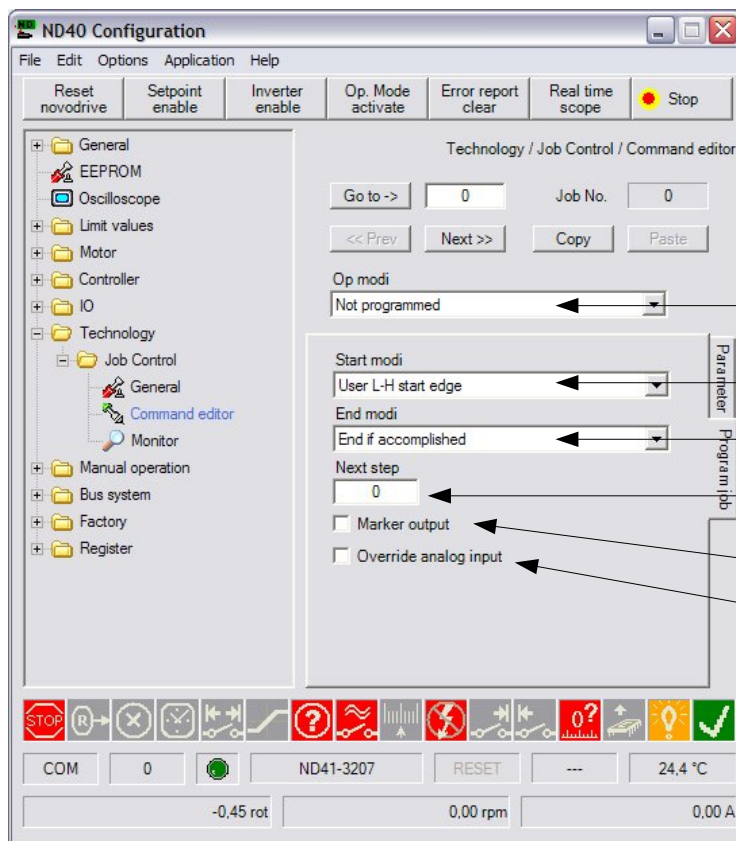 ND40 Configuration
File Edit Options Application Help
Reset novodrive
Setpoint enable
Inverter enable
Op. Mode activate
Error report clear
Real time scope
Stop
General
EEPROM
Oscilloscope
Limit values
Motor
Controller
IO
Technology
Job Control
General
Command editor
Monitor
Manual operation
Bus system
Factory
Register
Technology / Job Control / Command editor
Go to -> 0 Job No. 0
<< Prev Next >> Copy Paste
Op modi
Not programmed
Start modi
User L-H start edge
End modi
End if accomplished
Next step
0
Marker output
Override analog input
Parameter
Program job
STOP R ? 0?
COM 0 ND41-3207 RESET --- 24,4 °C
-0,45 rot 0,00 rpm 0,00 A